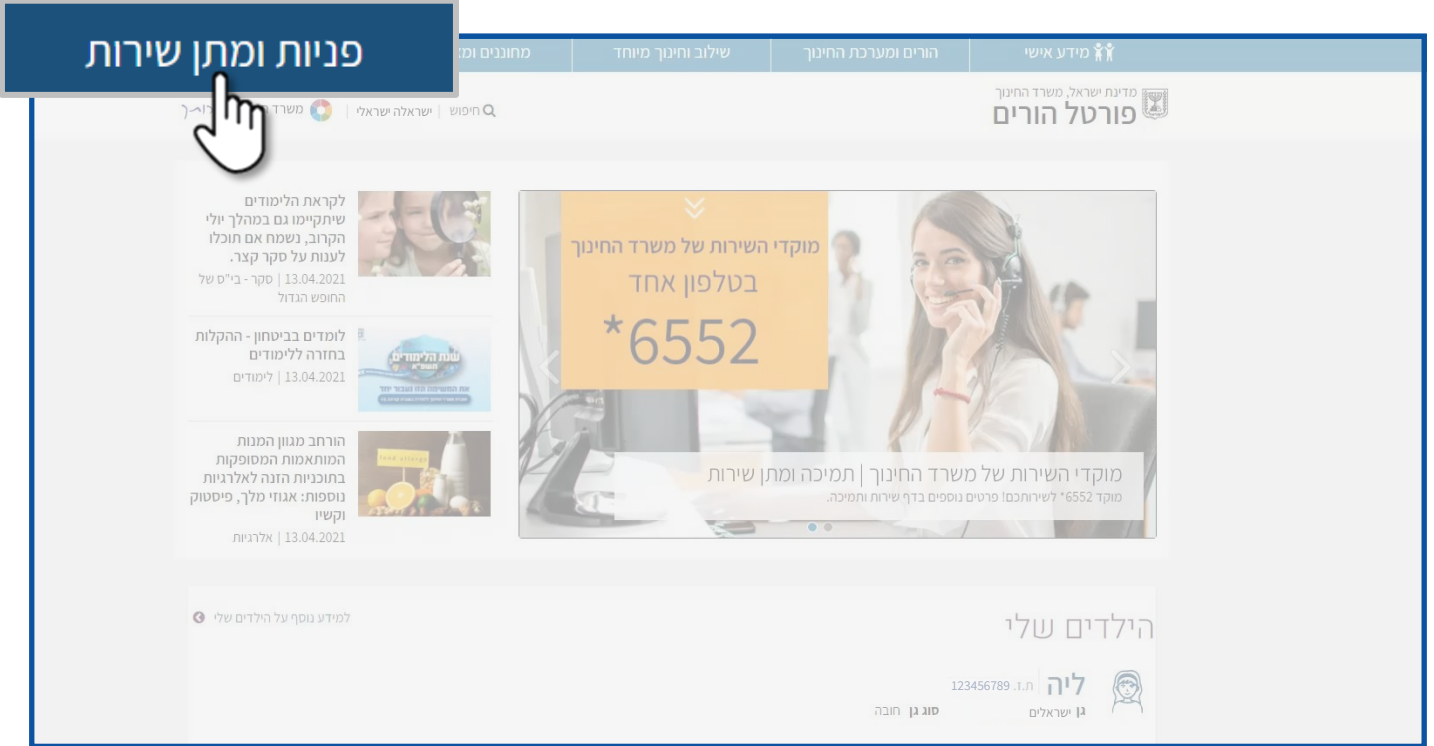 פניות ומתן שירות
מידע אישי
הורים ומערכת החינוך
שילוב וחינוך מיוחד
מחוננים
מדינת ישראל, משרד החינוך
פורטל הורים
חיפוש | ישראלה ישראלי | משרד
לקראת הלימודים
שיתקיימו גם במהלך יולי
הקרוב, נשמח אם תוכלו
לענות על סקר קצר.
13.04.2021 | סקר - בי"ס של
החופש הגדול
לומדים בביטחון - ההקלות
בחזרה ללימודים
13.04.2021 | לימודים
שנת הלימודים
תשפ"א
הורחב מגוון המנות
המותאמות המסופקות
בתוכניות הזנה לאלרגיות
נוספות: אגוזי מלך, פיסטוק
וקשיו
13.04.2021 | אלרגיות
food allergy
מוקדי השירות של משרד החינוך
בטלפון אחד
*6552
מוקדי השירות של משרד החינוך | תמיכה ומתן שירות
מוקד 6552* לשירותכם! פרטים נוספים בדף שירות ותמיכה.
הילדים שלי
למידע נוסף על הילדים שלי
ליה
ת.ז. 123456789
גן ישראלים
סוג גן חובה